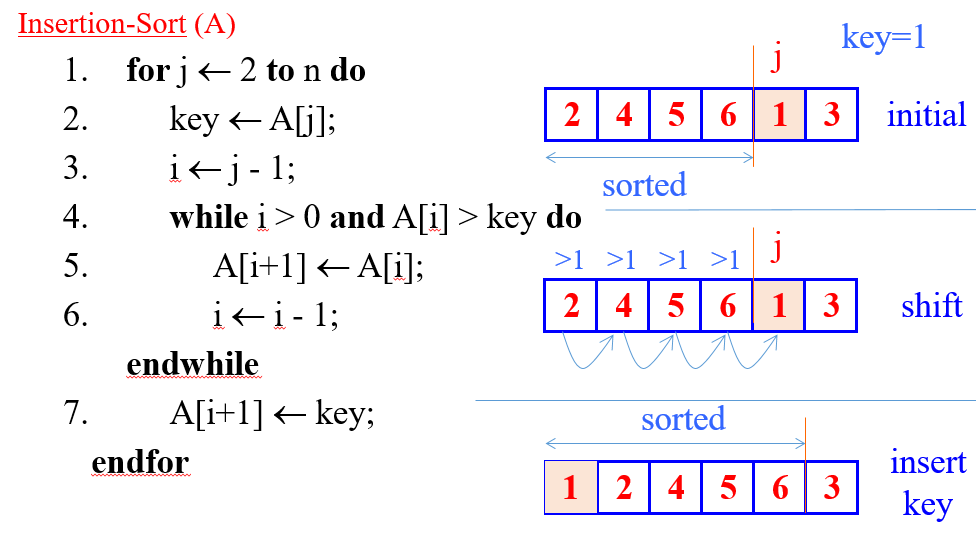 Insertion-Sort (A)
1. for j ← 2 to n do
2. key ← A[j];
3. i ← j - 1;
4. while i > 0 and A[i] > key do
5. A[i+1] ← A[i];
6. i ← i - 1;
endwhile
7. A[i+1] ← key;
endfor
key=1
j
2 4 5 6 1 3 initial
sorted
j
>1 >1 >1 >1
2 4 5 6 1 3 shift
sorted
1 2 4 5 6 3
insert
key